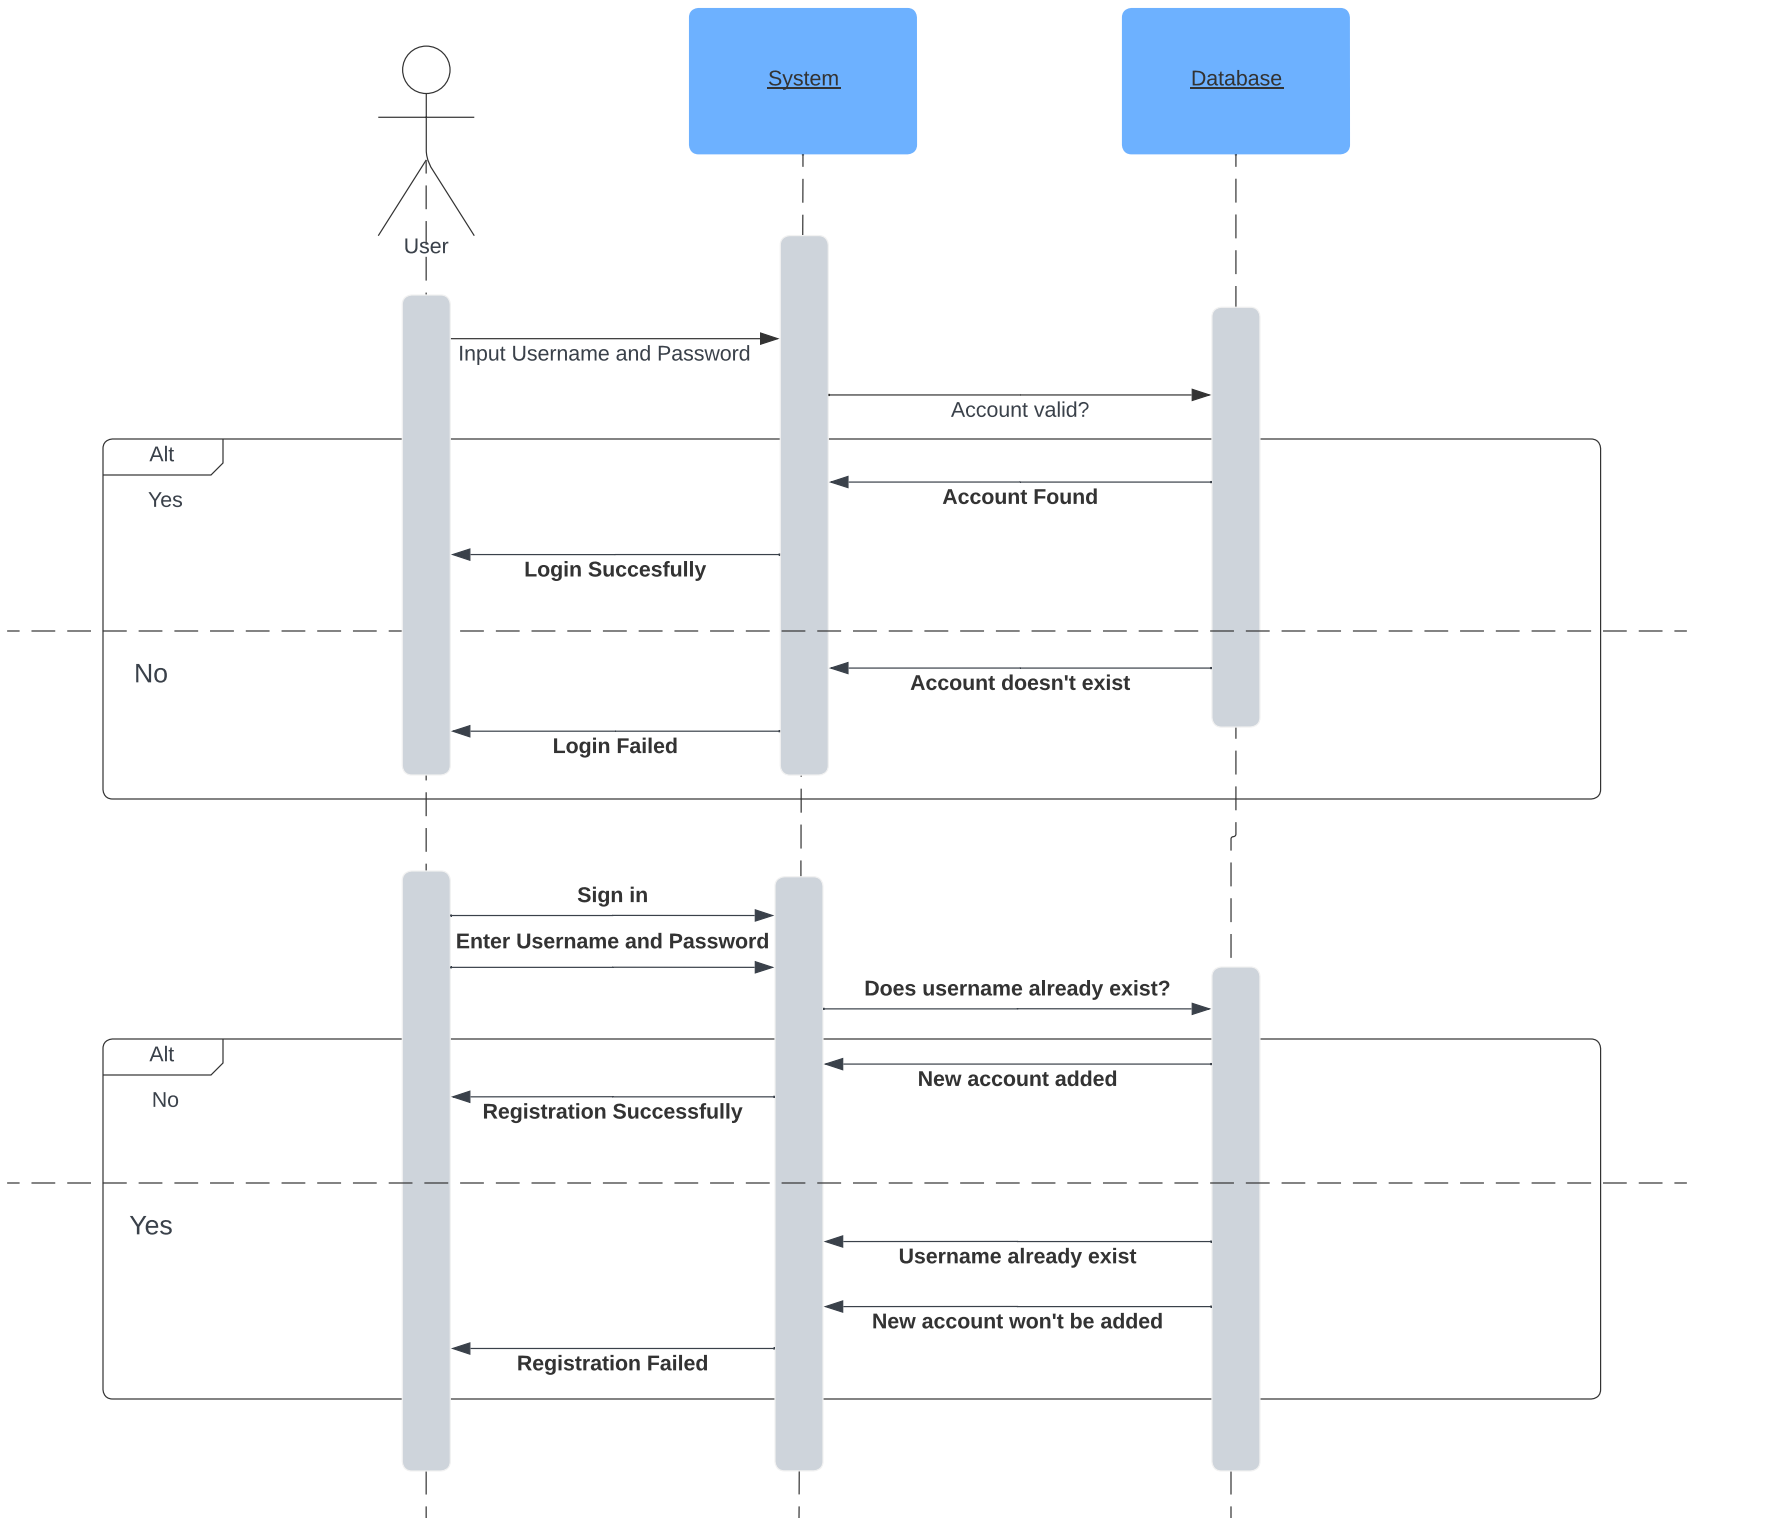 System
Database
User
Input Username and Password
Account valid?
Alt
Yes
Account Found
Login Succesfully
No
Account doesn't exist
Login Failed
Sign in
Enter Username and Password
Does username already exist?
Alt
No
New account added
Registration Successfully
Yes
Username already exist
New account won't be added
Registration Failed